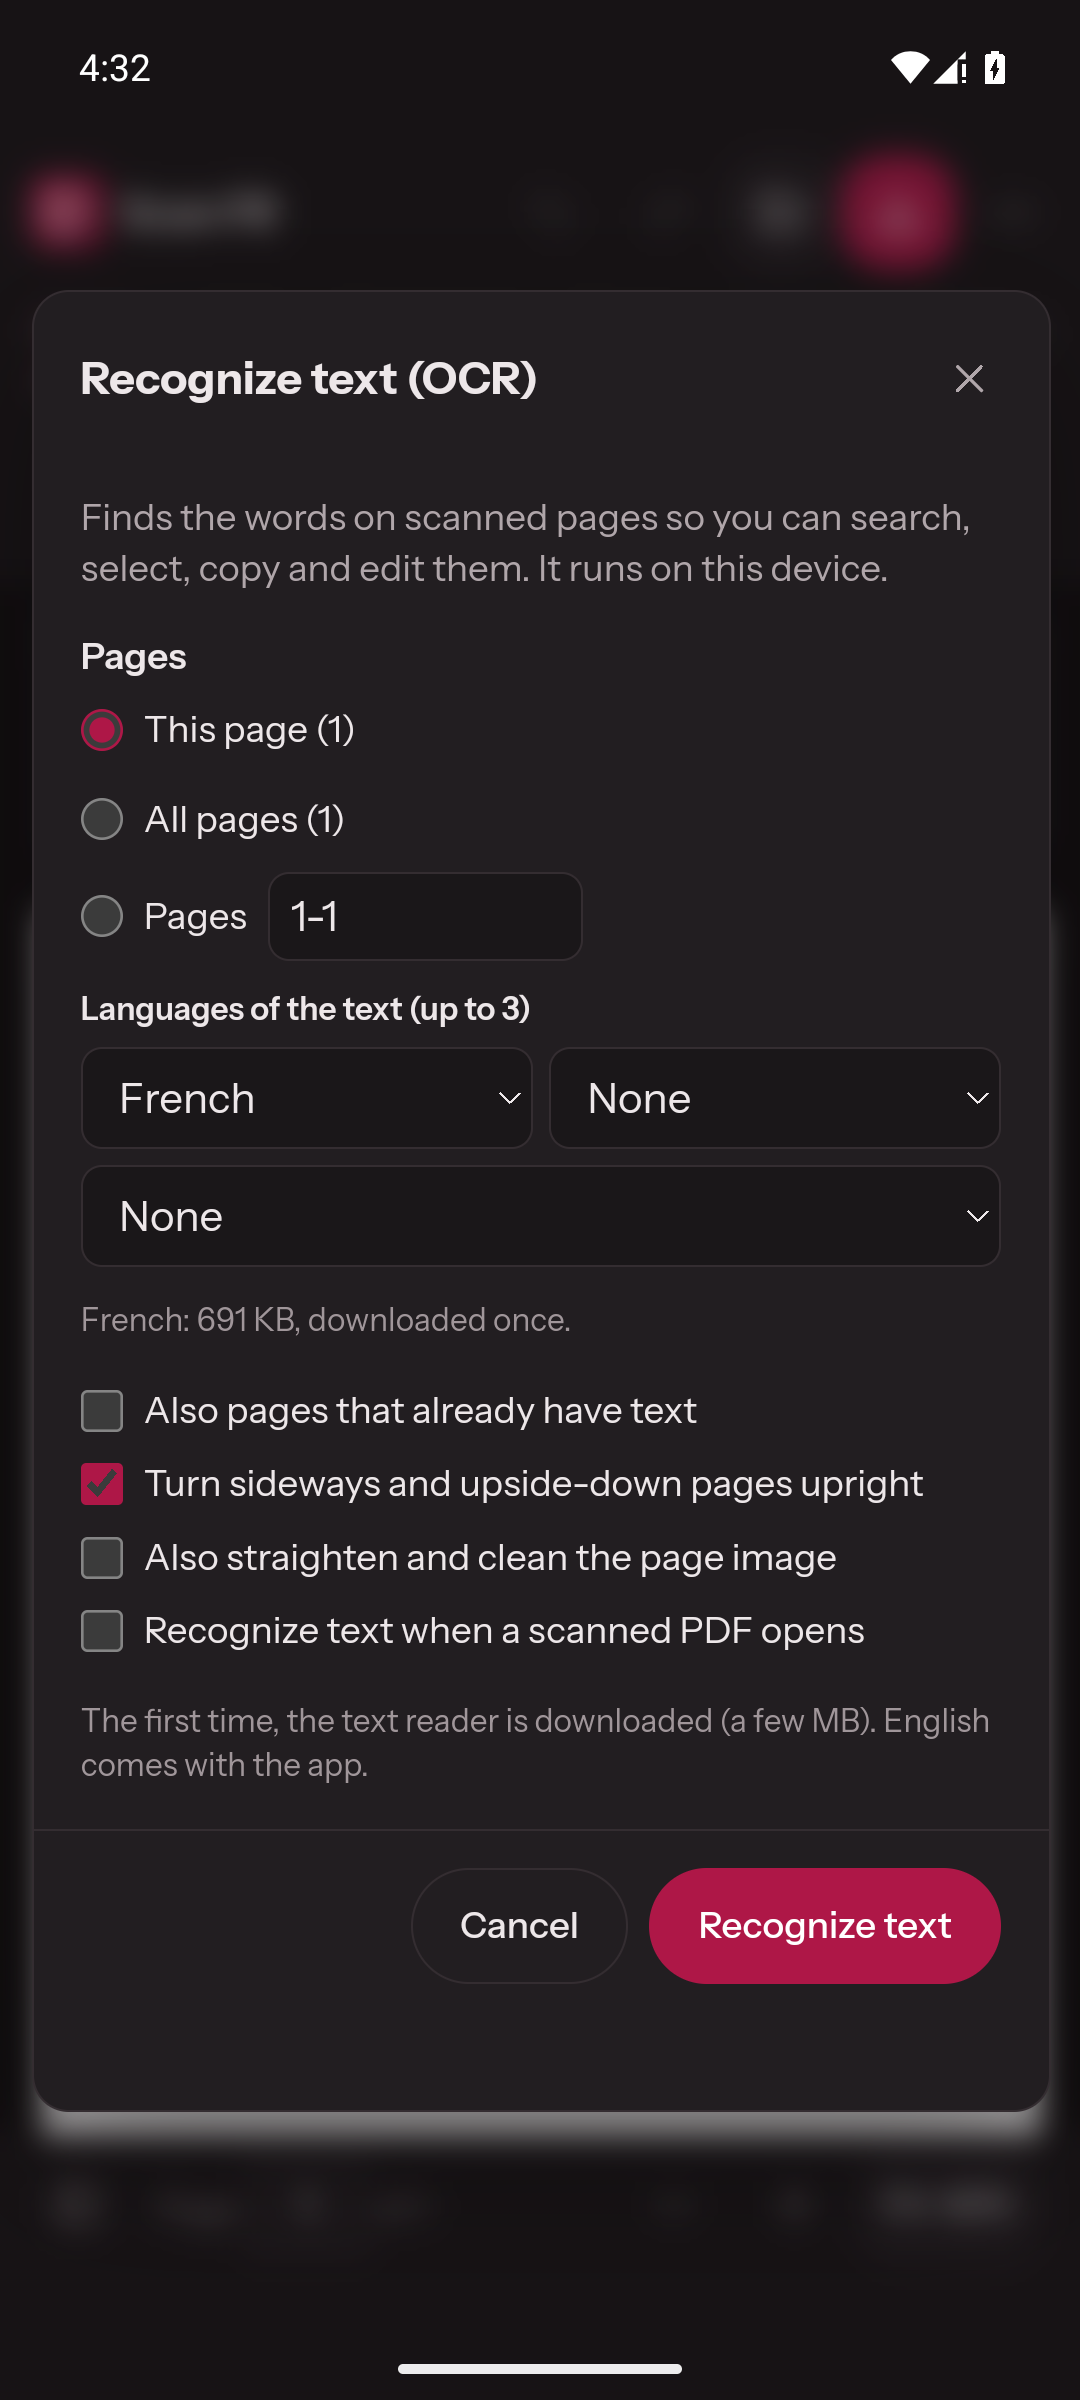 4:32
Recognize text (OCR)
Finds the words on scanned pages so you can search,
select, copy and edit them. It runs on this device.
Pages
This page (1)
All pages (1)
Pages 1-1
Languages of the text (up to 3)
French None
None
French: 691 KB, downloaded once.
Also pages that already have text
Turn sideways and upside-down pages upright
Also straighten and clean the page image
Recognize text when a scanned PDF opens
The first time, the text reader is downloaded (a few MB). English
comes with the app.
Cancel Recognize text